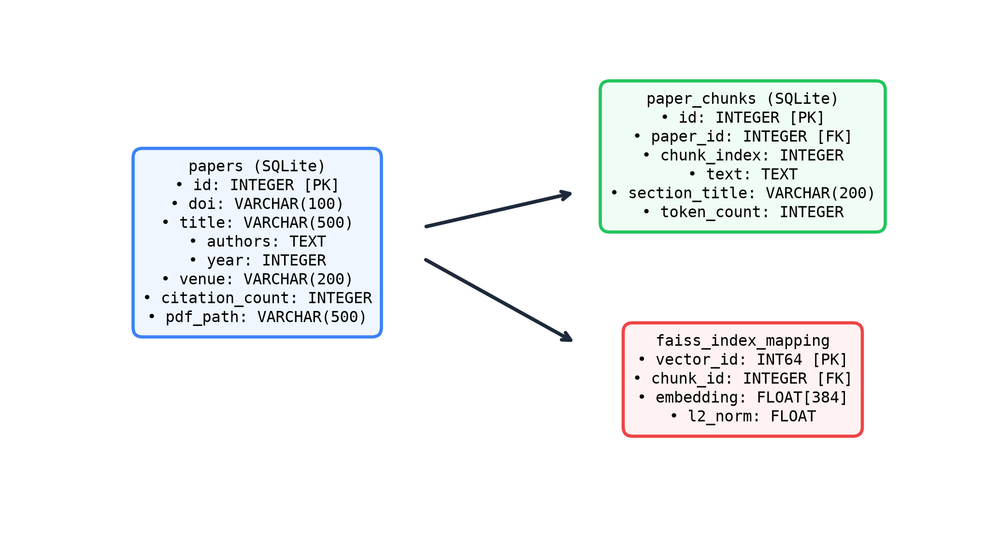 papers (SQLite)
• id: INTEGER [PK]
• doi: VARCHAR(100)
• title: VARCHAR(500)
• authors: TEXT
• year: INTEGER
• venue: VARCHAR(200)
• citation_count: INTEGER
• pdf_path: VARCHAR(500)
paper_chunks (SQLite)
• id: INTEGER [PK]
• paper_id: INTEGER [FK]
• chunk_index: INTEGER
• text: TEXT
• section_title: VARCHAR(200)
• token_count: INTEGER
faiss_index_mapping
• vector_id: INT64 [PK]
• chunk_id: INTEGER [FK]
• embedding: FLOAT[384]
• l2_norm: FLOAT